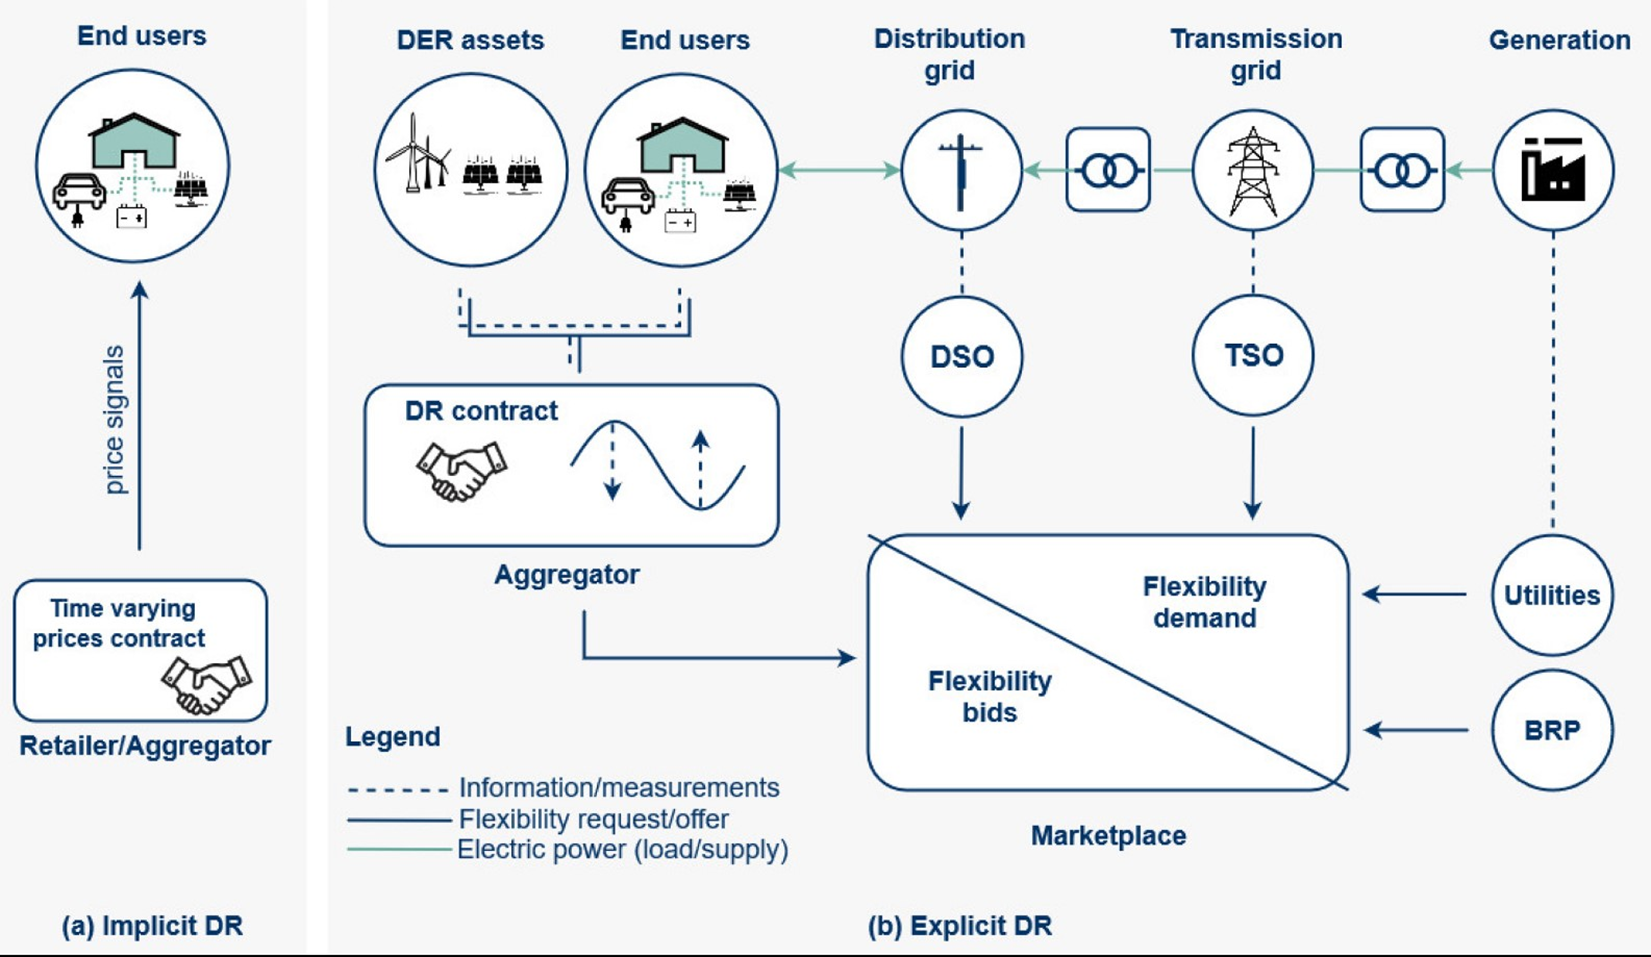 End users
price signals
Time varying
prices contract
Retailer/Aggregator
(a) Implicit DR
DER assets
End users
Distribution
grid
Transmission
grid
Generation
DSO
TSO
DR contract
Aggregator
Flexibility
demand
Flexibility
bids
Utilities
BRP
Marketplace
Legend
Information/measurements
Flexibility request/offer
Electric power (load/supply)
(b) Explicit DR